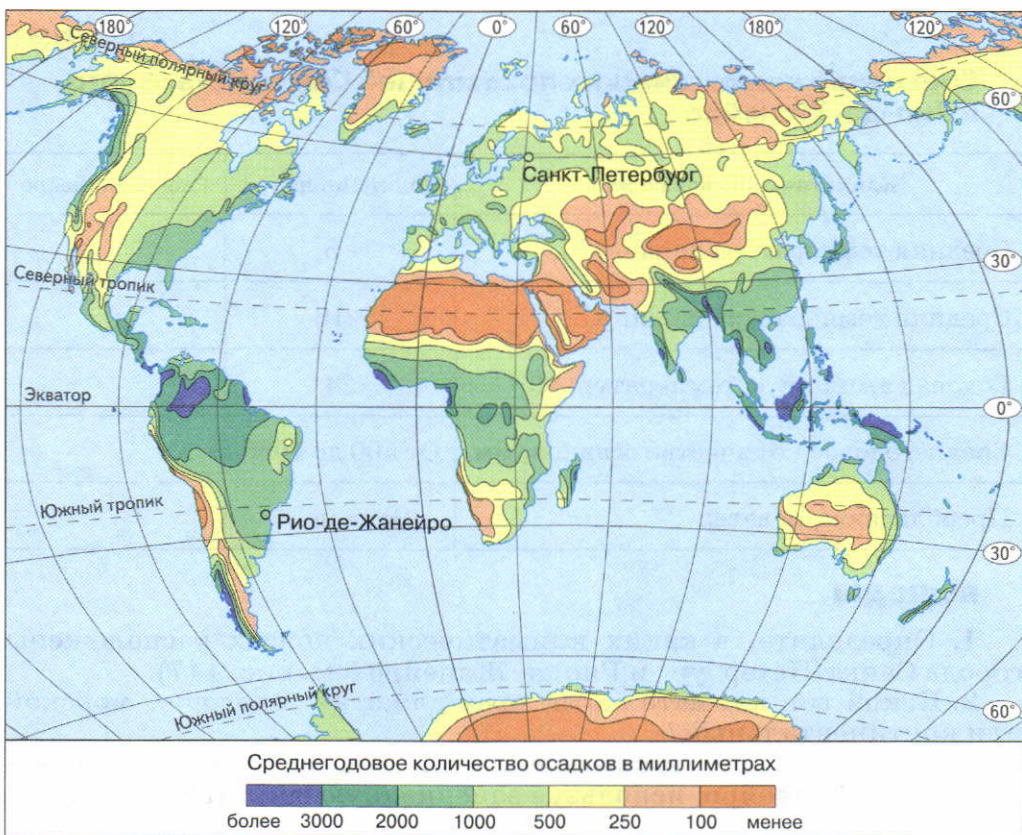 180° 120° 60° 0° 60° 120° 180° 120°
Северный полярный круг
60°
Санкт-Петербург
30°
Северный тропик
Экватор
0°
Южный тропик
Рио-де-Жанейро
30°
Южный полярный круг
60°
Среднегодовое количество осадков в миллиметрах
более 3000 2000 1000 500 250 100 менее